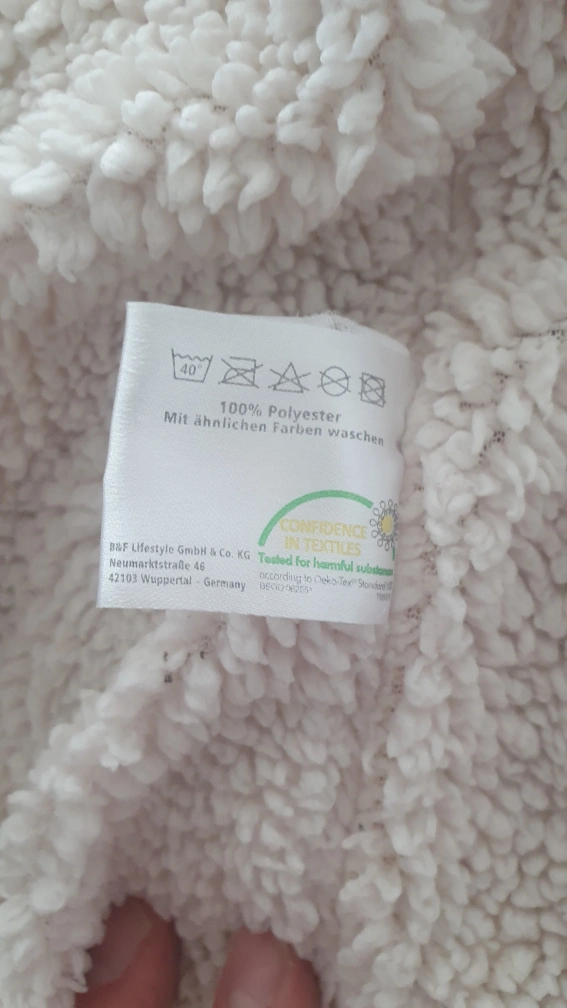 40°
100% Polyester
Mit ähnlichen Farben waschen
CONFIDENCE
IN TEXTILES
Tested for harmful substances
according to Oeko-Tex® Standard
B&F Lifestyle GmbH & Co. KG
Neumarktstraße 46
42103 Wuppertal - Germany